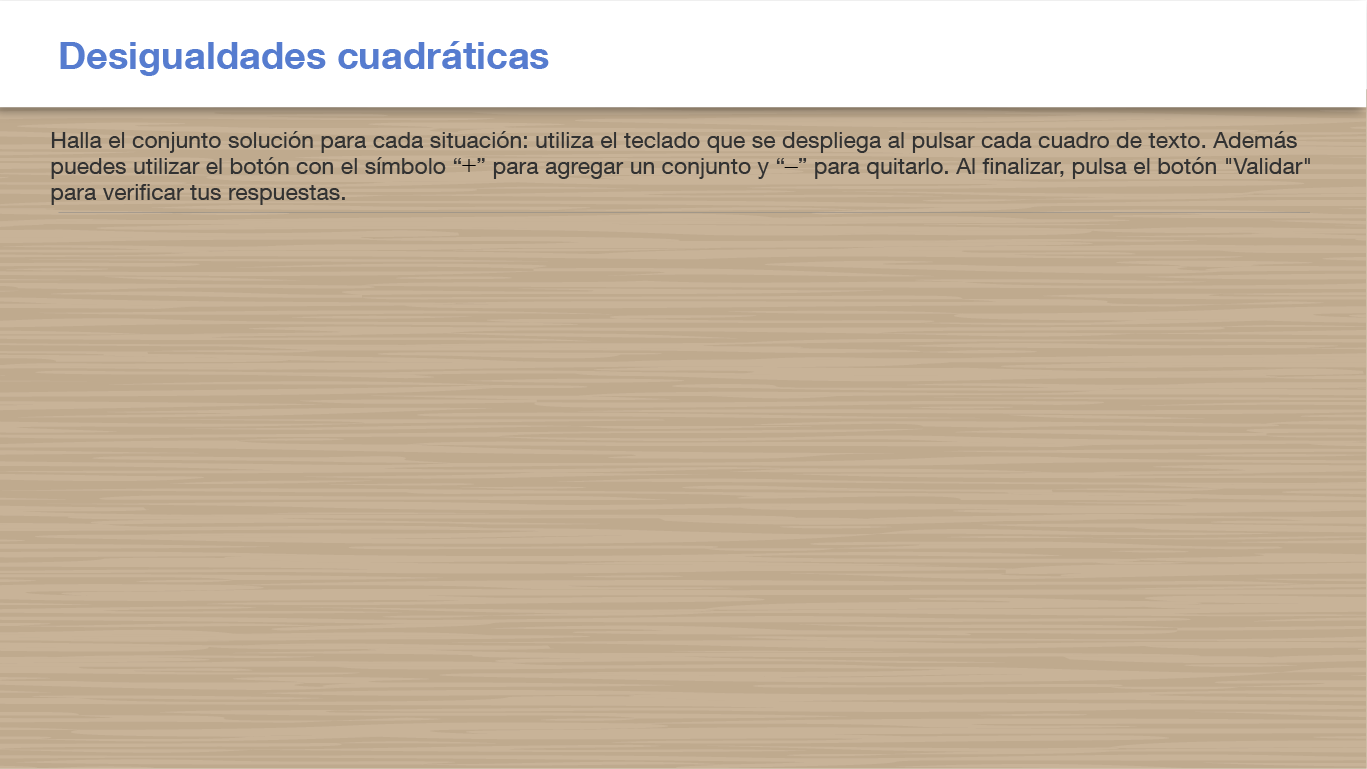 Desigualdades cuadráticas
Halla el conjunto solución para cada situación: utiliza el teclado que se despliega al pulsar cada cuadro de texto. Además
puedes utilizar el botón con el símbolo “+” para agregar un conjunto y “–” para quitarlo. Al finalizar, pulsa el botón "Validar"
para verificar tus respuestas.